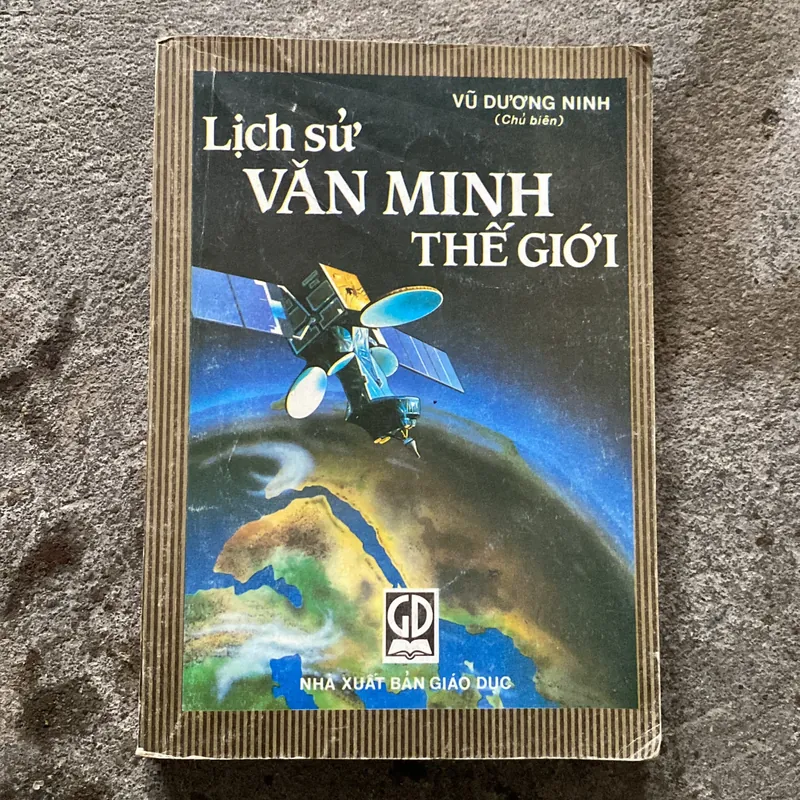 VŨ DƯƠNG NINH
(Chủ biên)
Lịch sử
VĂN MINH
THẾ GIỚI
GD
NHÀ XUẤT BẢN GIÁO DỤC